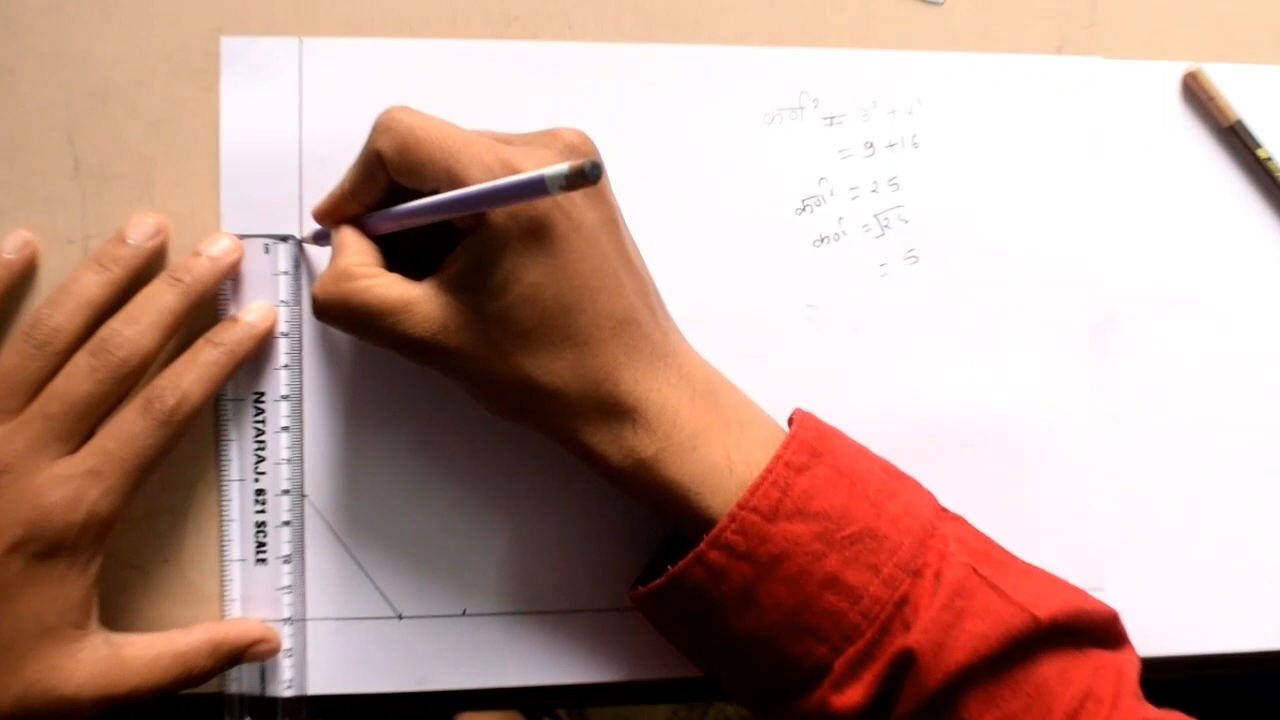 कर्ण² = 3² + 4²
= 9 + 16
कर्ण² = 25
कर्ण = √25
= 5
NATARAJ. 621 SCALE